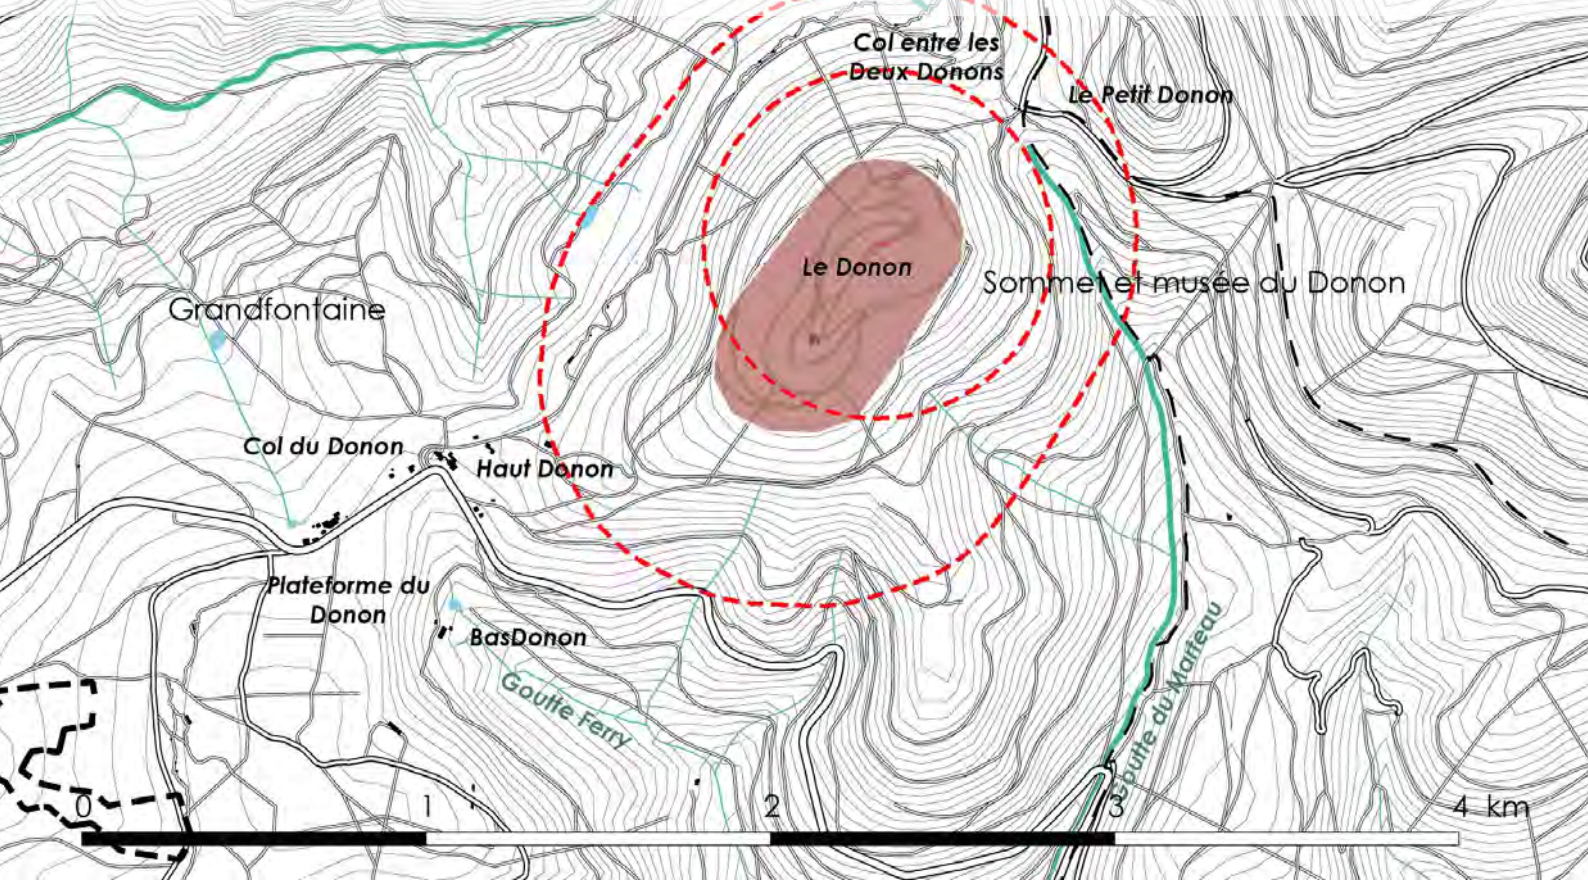 Col entre les
Deux Donons
Le Petit Donon
Le Donon
Sommet et musée du Donon
Grandfontaine
Col du Donon
Haut Donon
Plateforme du
Donon
BasDonon
Goutte Ferry
Goutte du Marteau
0 1 2 3 4 km